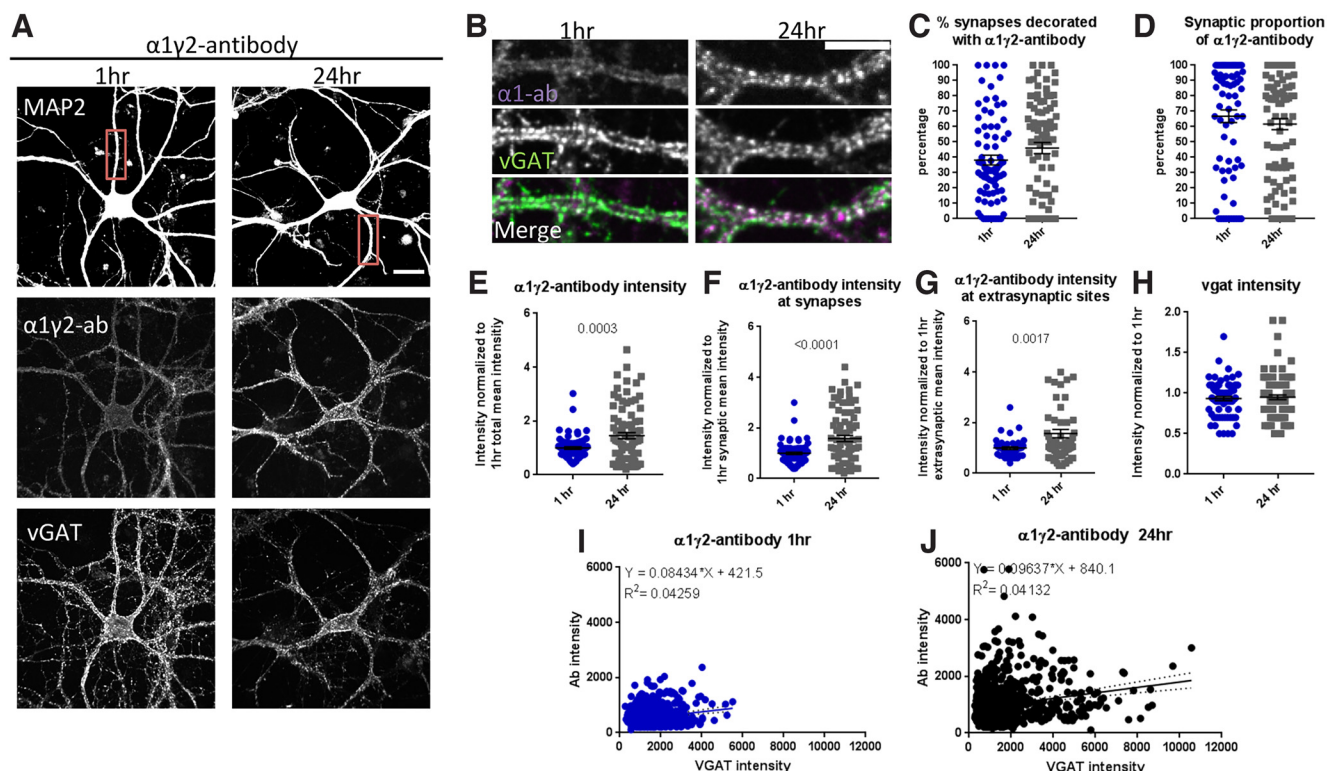 A
α1γ2-antibody
1hr
24hr
MAP2
α1γ2-ab
vGAT
B
1hr
24hr
α1-ab
vGAT
Merge
C
% synapses decorated
with α1γ2-antibody
percentage
100
90
80
70
60
50
40
30
20
10
0
1hr
24hr
D
Synaptic proportion
of α1γ2-antibody
percentage
100
90
80
70
60
50
40
30
20
10
0
1hr
24hr
E
α1γ2-antibody intensity
Intensity normalized to
1hr total mean intensitiy
6
4
2
0
0.0003
1 hr
24 hr
F
α1γ2-antibody intensity
at synapses
Intensity normalized to
1hr synaptic mean intensity
6
4
2
0
<0.0001
1 hr
24 hr
G
α1γ2-antibody intensity
at extrasynaptic sites
Intensity normalized to 1hr
extrasynaptic mean intensity
6
4
2
0
0.0017
1 hr
24 hr
H
vgat intensity
Intensity normalized to 1hr
2.0
1.5
1.0
0.5
0.0
1 hr
24 hr
I
α1γ2-antibody 1hr
Y = 0.08434*X + 421.5
R²= 0.04259
Ab intensity
6000
4000
2000
0
0
2000
4000
6000
8000
10000
12000
VGAT intensity
J
α1γ2-antibody 24hr
Y = 0.09637*X + 840.1
R²= 0.04132
Ab intensity
6000
4000
2000
0
0
2000
4000
6000
8000
10000
12000
VGAT intensity